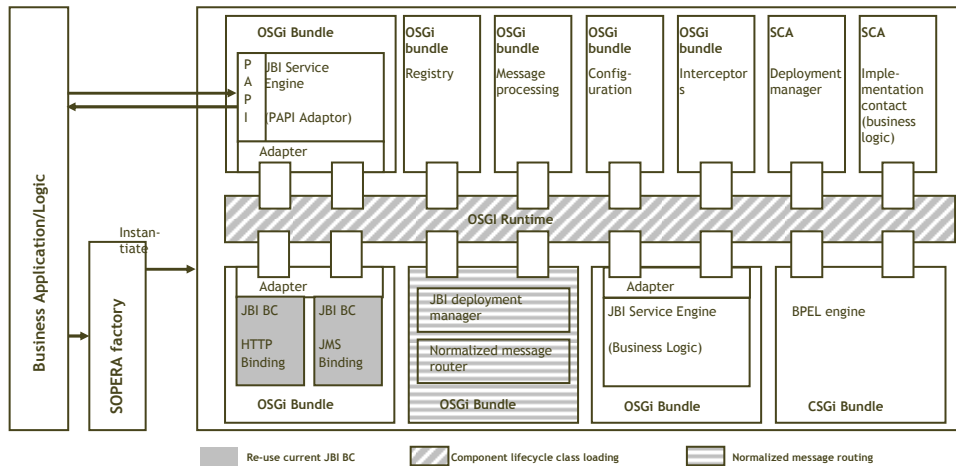 Business Application/Logic
SOPERA factory
Instan-
tiate
OSGi Bundle
P
A
P
I
JBI Service
Engine
(PAPI Adaptor)
Adapter
OSGi
bundle
Registry
OSGi
bundle
Message
processing
OSGi
bundle
Config-
uration
OSGi
bundle
Interceptor
s
SCA
Deployment
manager
SCA
Imple-
mentation
contact
(business
logic)
OSGI Runtime
Adapter
JBI BC
HTTP
Binding
JBI BC
JMS
Binding
OSGi Bundle
JBI deployment
manager
Normalized message
router
OSGi Bundle
Adapter
JBI Service Engine
(Business Logic)
OSGi Bundle
BPEL engine
CSGi Bundle
Re-use current JBI BC
Component lifecycle class loading
Normalized message routing